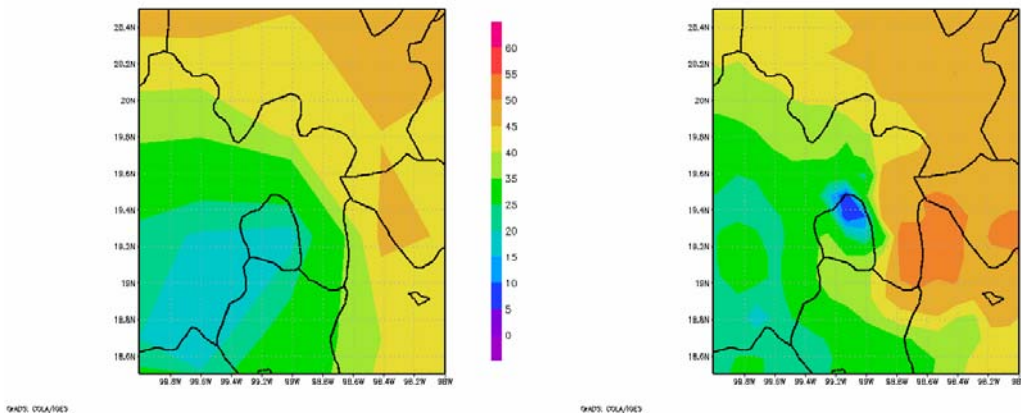 20.4N
20.2N
20N
19.8N
19.6N
19.4N
19.2N
19N
18.8N
18.6N
99.8W 99.6W 99.4W 99.2W 99W 98.8W 98.6W 98.4W 98.2W 98W
GrADS: COLA/IGES
60
55
50
45
40
35
30
25
20
15
10
5
0
20.4N
20.2N
20N
19.8N
19.6N
19.4N
19.2N
19N
18.8N
18.6N
99.8W 99.6W 99.4W 99.2W 99W 98.8W 98.6W 98.4W 98.2W 98W
GrADS: COLA/IGES